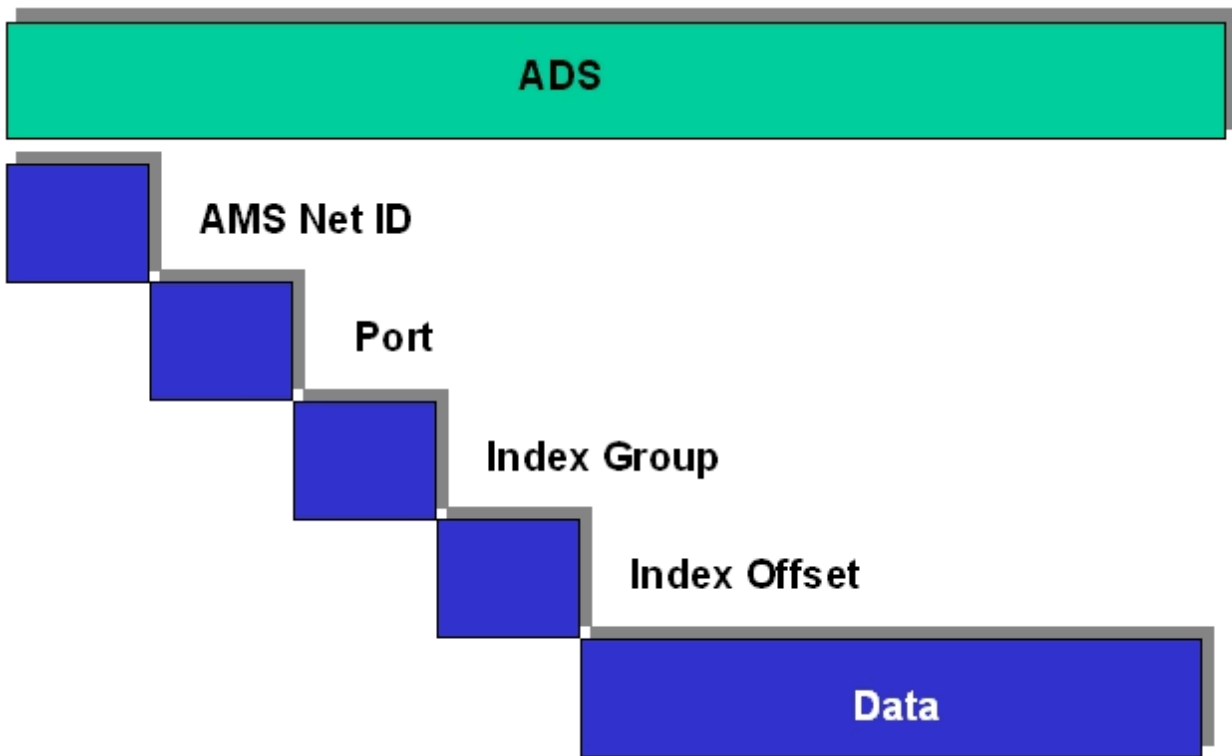 ADS
AMS Net ID
Port
Index Group
Index Offset
Data